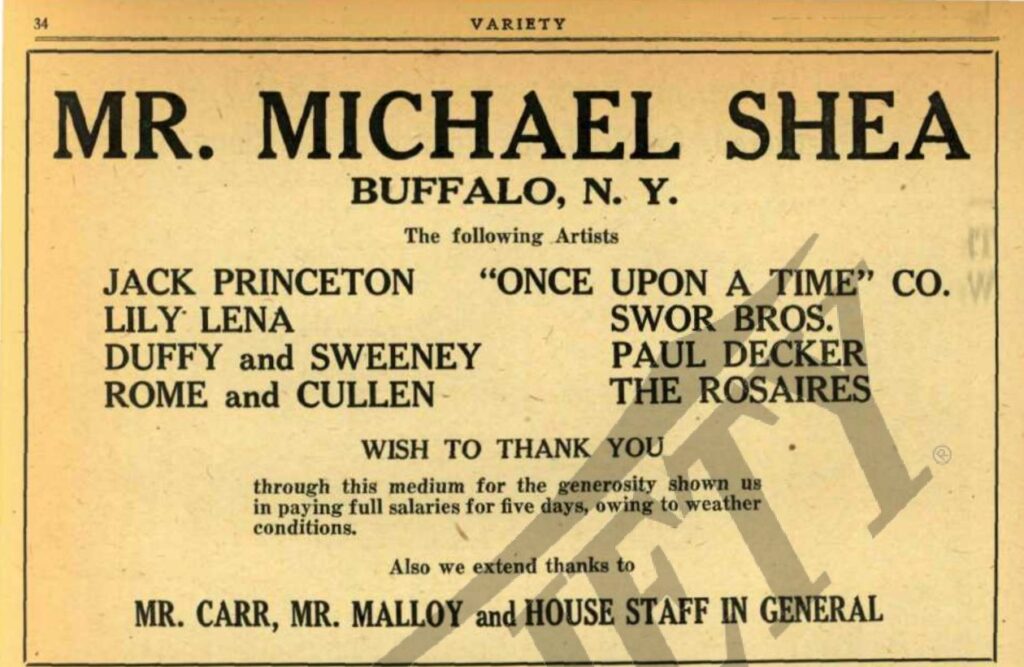 34
VARIETY
MR. MICHAEL SHEA
BUFFALO, N. Y.
The following Artists
JACK PRINCETON "ONCE UPON A TIME" CO.
LILY LENA SWOR BROS.
DUFFY and SWEENEY PAUL DECKER
ROME and CULLEN THE ROSAIRES
WISH TO THANK YOU
through this medium for the generosity shown us
in paying full salaries for five days, owing to weather
conditions.
Also we extend thanks to
MR. CARR, MR. MALLOY and HOUSE STAFF IN GENERAL
ETY
®